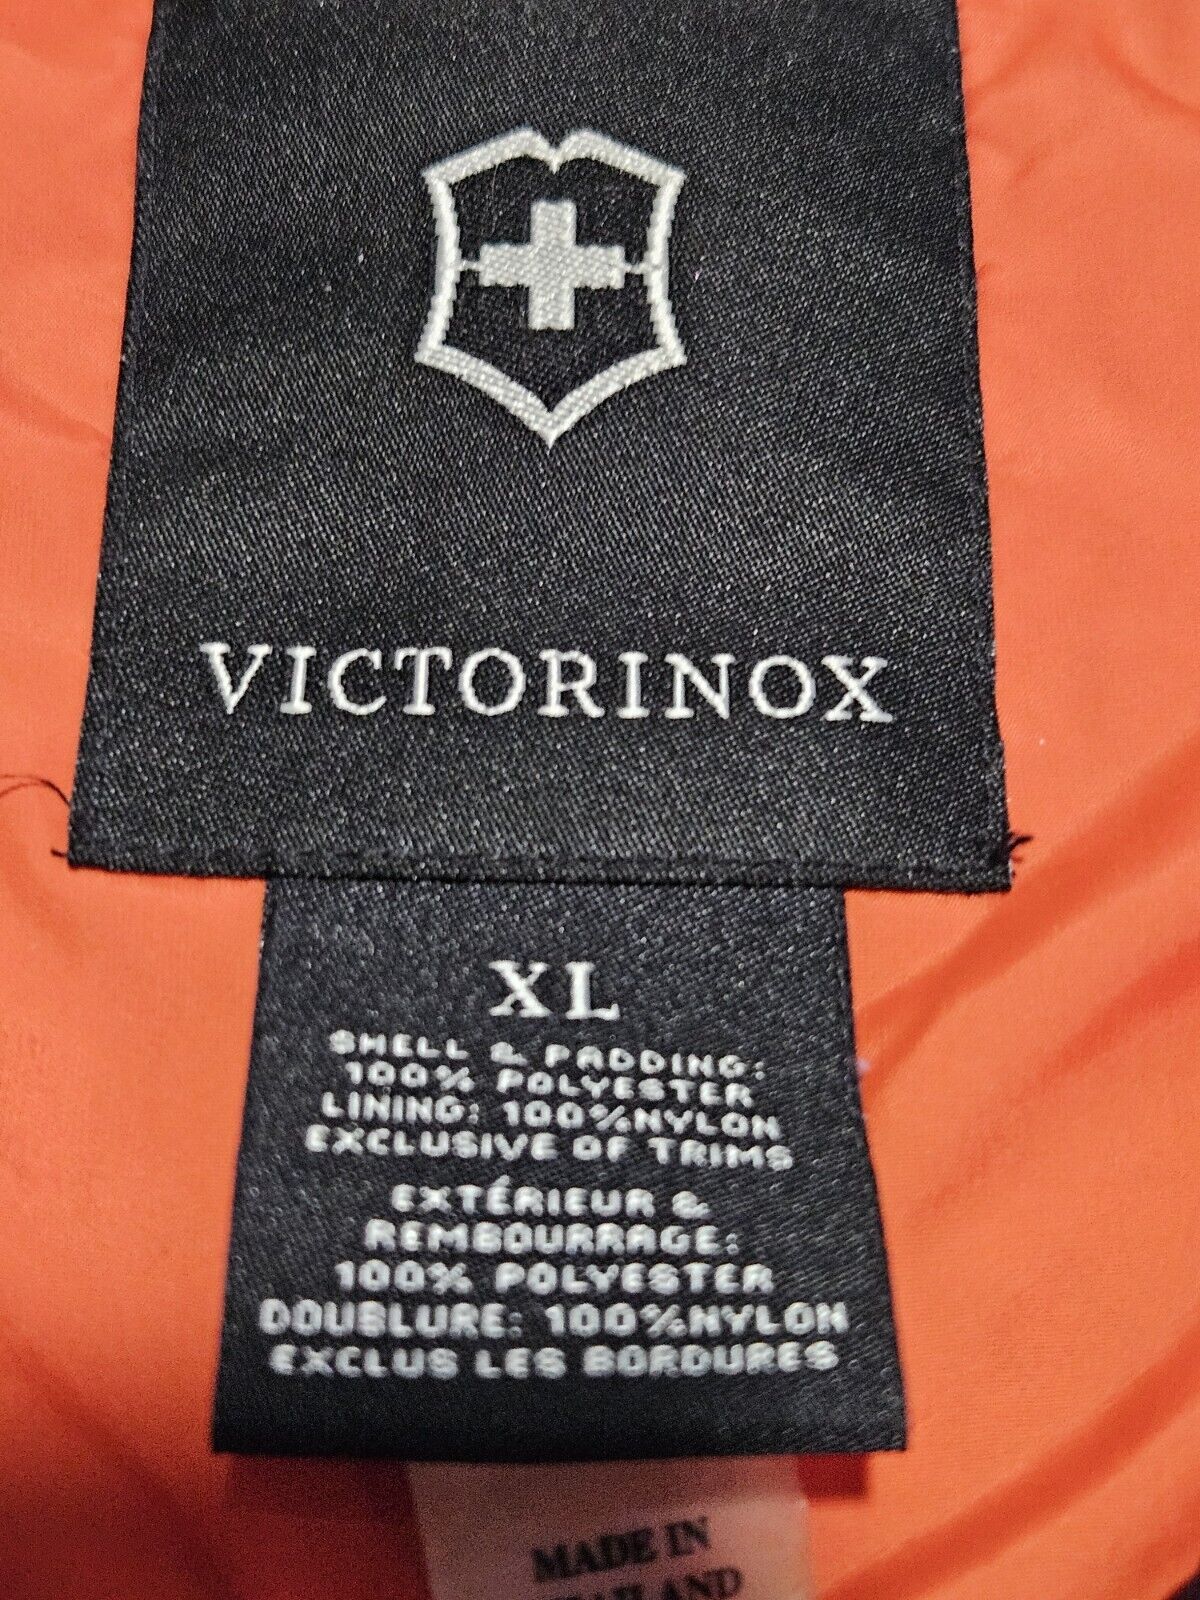 VICTORINOX
XL
SHELL & PADDING:
100% POLYESTER
LINING: 100%NYLON
EXCLUSIVE OF TRIMS
EXTÉRIEUR &
REMBOURRAGE:
100% POLYESTER
DOUBLURE: 100%NYLON
EXCLUS LES BORDURES
MADE IN